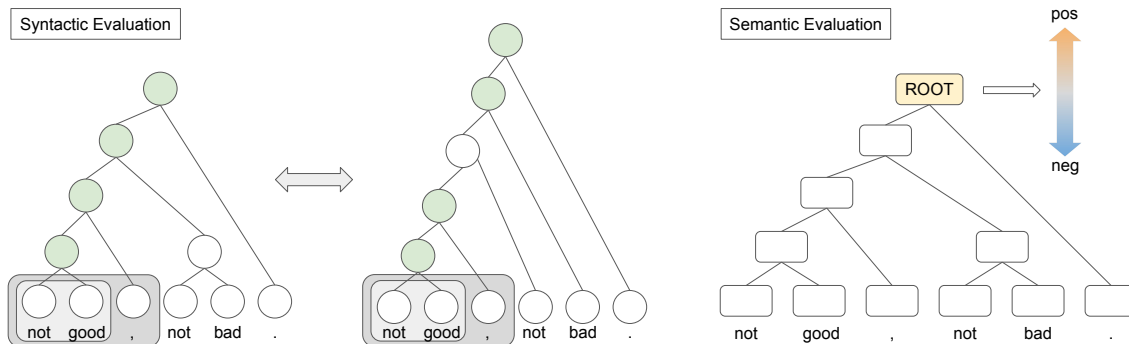 Syntactic Evaluation
not good , not bad .
not good , not bad .
Semantic Evaluation
pos
ROOT
neg
not good , not bad .